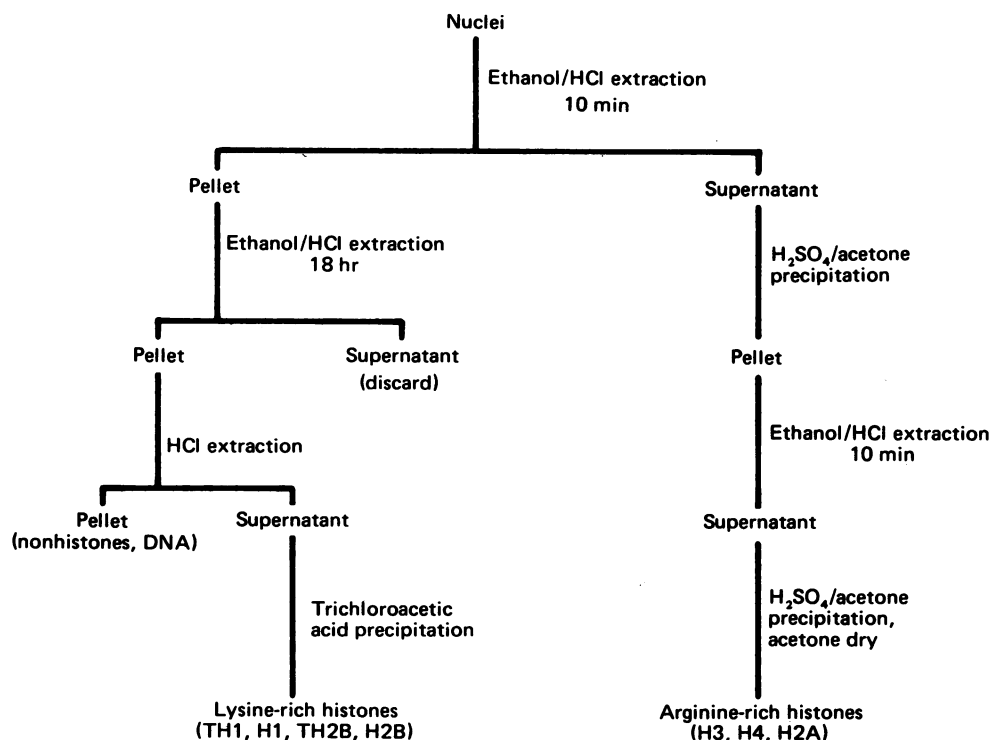 Nuclei
Ethanol/HCl extraction
10 min
Pellet
Supernatant
Ethanol/HCl extraction
18 hr
H₂SO₄/acetone
precipitation
Pellet
Supernatant
(discard)
Pellet
HCl extraction
Ethanol/HCl extraction
10 min
Pellet
(nonhistones, DNA)
Supernatant
Supernatant
Trichloroacetic
acid precipitation
H₂SO₄/acetone
precipitation,
acetone dry
Lysine-rich histones
(TH1, H1, TH2B, H2B)
Arginine-rich histones
(H3, H4, H2A)